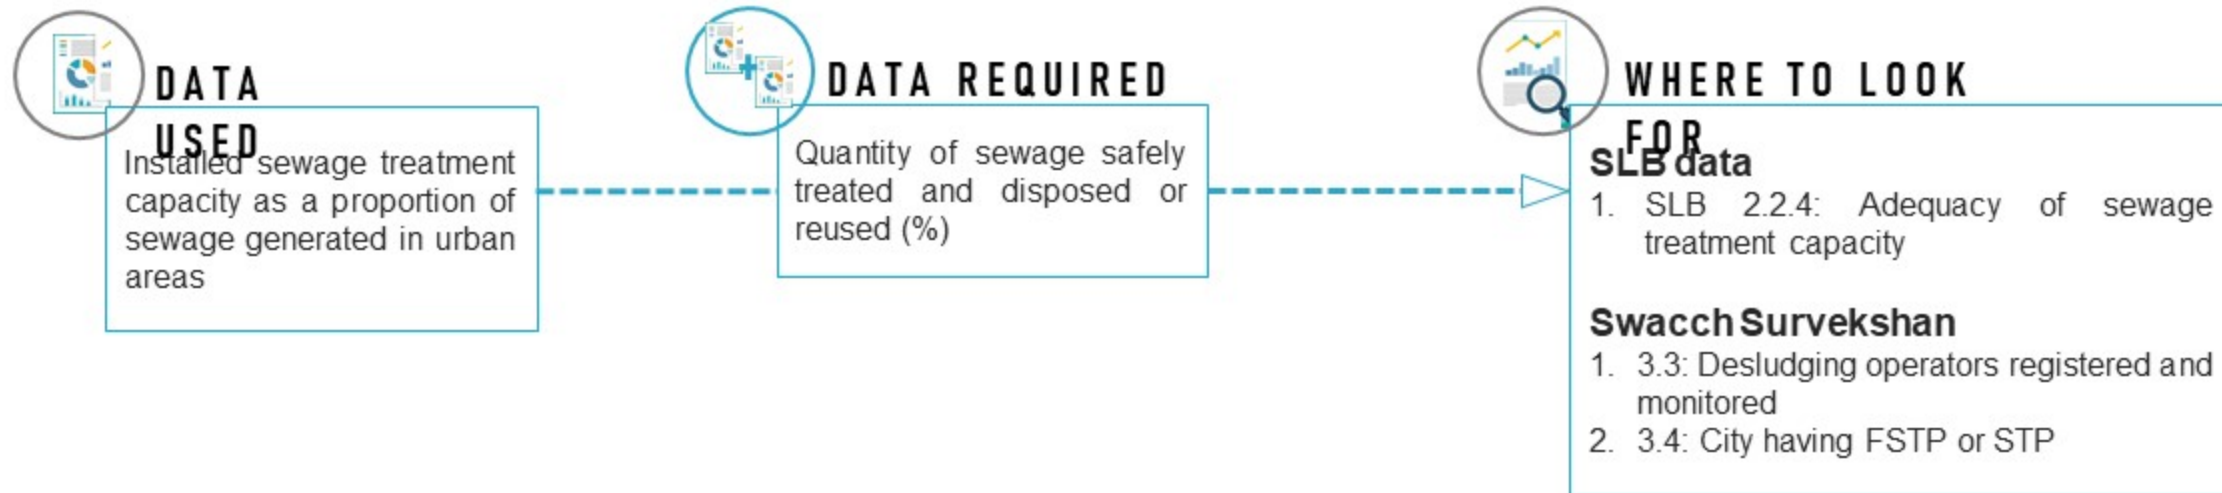 DATA
USED
Installed sewage treatment
capacity as a proportion of
sewage generated in urban
areas
DATA REQUIRED
Quantity of sewage safely
treated and disposed or
reused (%)
WHERE TO LOOK
FOR
SLB data
1. SLB 2.2.4: Adequacy of sewage
treatment capacity
Swacch Survekshan
1. 3.3: Desludging operators registered and
monitored
2. 3.4: City having FSTP or STP